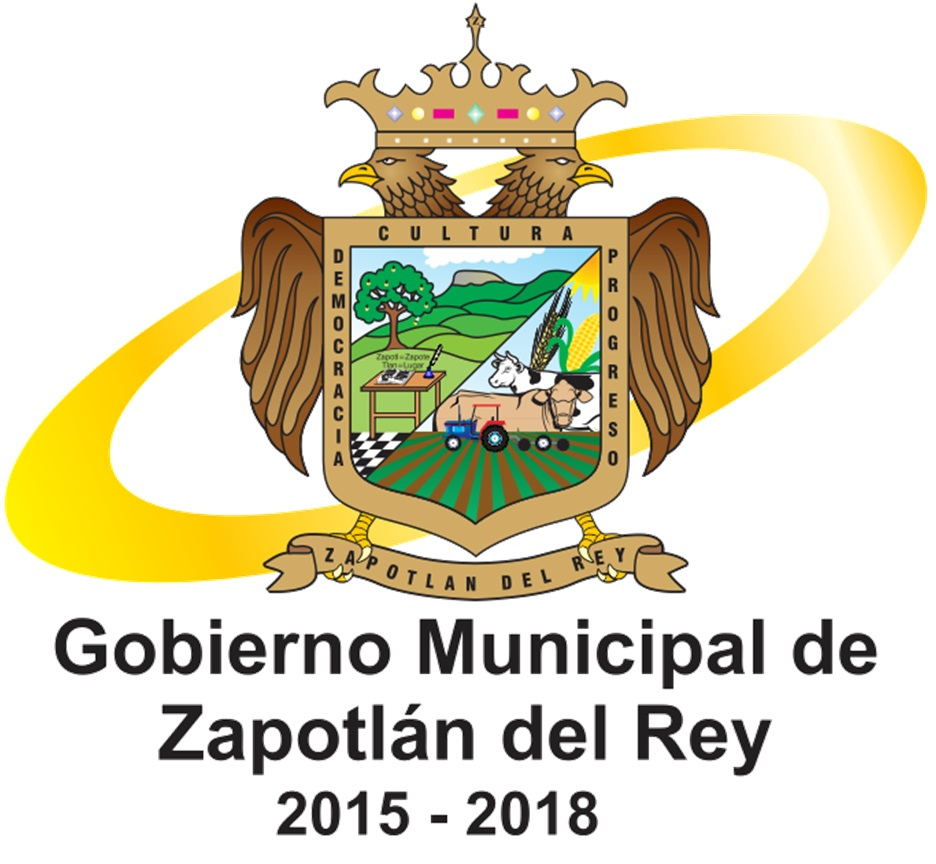 Z
CULTURA
DEMOCRACIA
PROGRESO
Zapotl=Zapote
Tlan=Lugar
ZAPOTLAN DEL REY
Gobierno Municipal de
Zapotlán del Rey
2015 - 2018